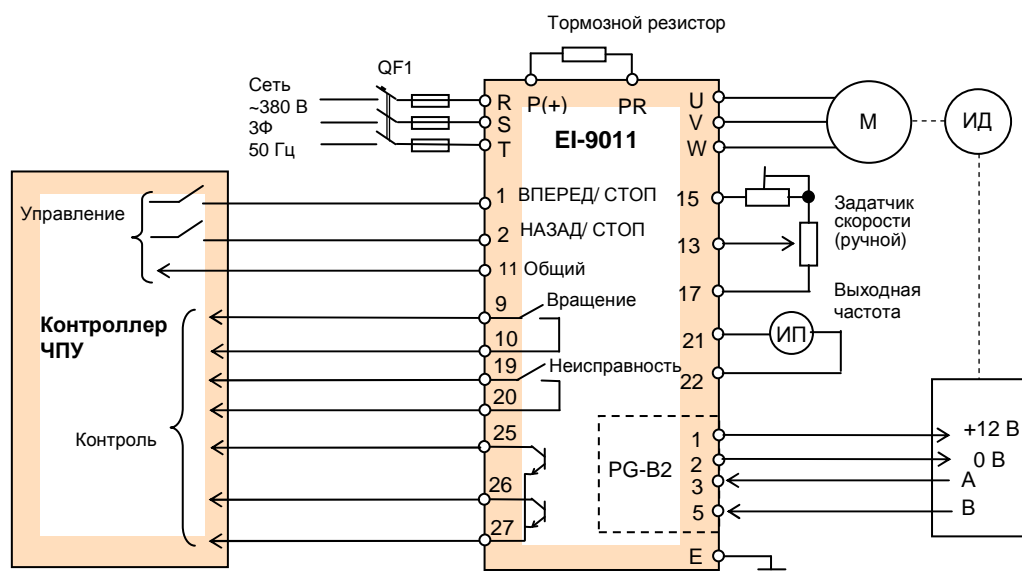 Тормозной резистор
QF1
Сеть
~380 В
3Ф
50 Гц
R
S
T
P(+)
PR
EI-9011
U
V
W
М
ИД
Управление
1 ВПЕРЕД/ СТОП
2 НАЗАД/ СТОП
11 Общий
15
13
17
Задатчик
скорости
(ручной)
Контроллер
ЧПУ
9
Вращение
10
19
Неисправность
20
21
22
ИП
Выходная
частота
Контроль
25
26
27
PG-B2
1
2
3
5
E
+12 В
0 В
А
В